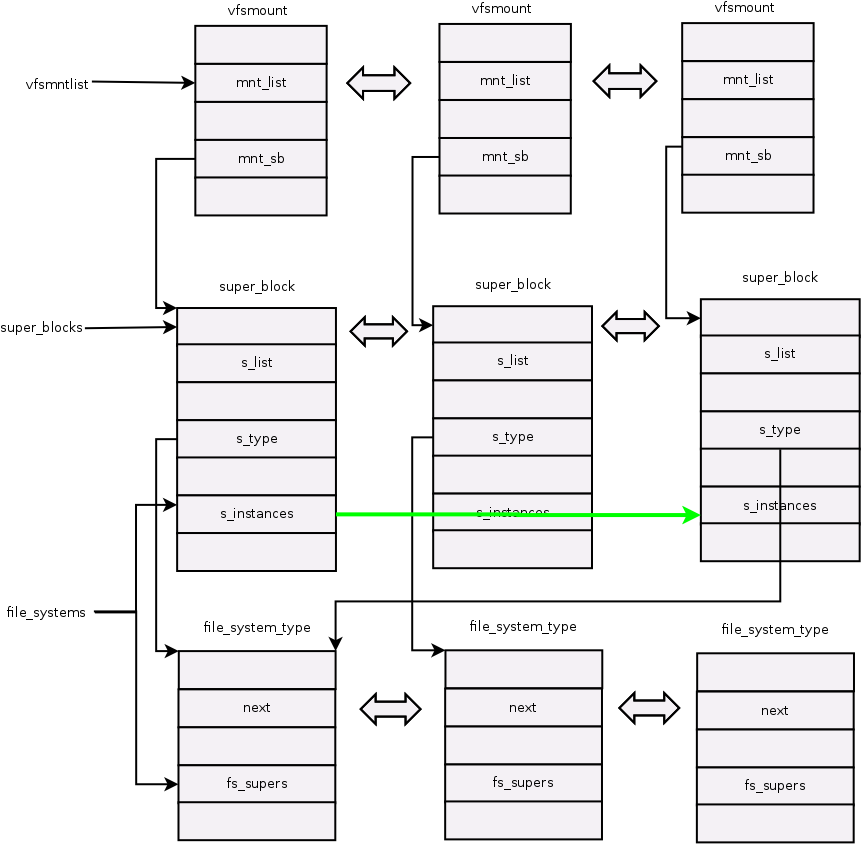 vfsmount
vfsmount
vfsmount
vfsmntlist
mnt_list
mnt_list
mnt_list
mnt_sb
mnt_sb
mnt_sb
super_block
super_block
super_block
super_blocks
s_list
s_list
s_list
s_type
s_type
s_type
s_instances
s_instances
s_instances
file_systems
file_system_type
file_system_type
file_system_type
next
next
next
fs_supers
fs_supers
fs_supers